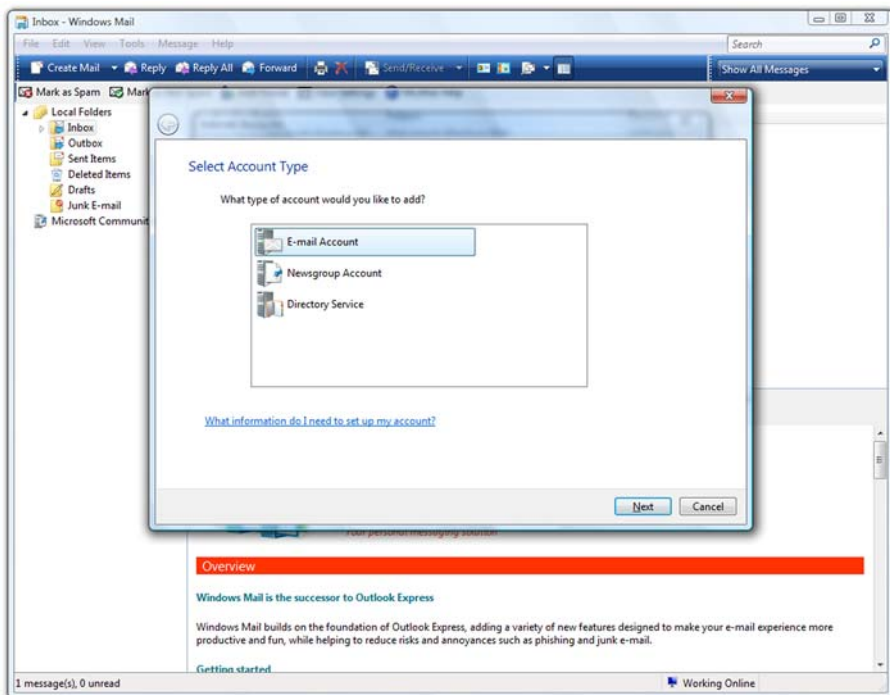 Inbox - Windows Mail
File Edit View Tools Message Help
Search
Create Mail Reply Reply All Forward Send/Receive
Show All Messages
Mark as Spam Mark
Local Folders
Inbox
Outbox
Sent Items
Deleted Items
Drafts
Junk E-mail
Microsoft Communit
Select Account Type
What type of account would you like to add?
E-mail Account
Newsgroup Account
Directory Service
What information do I need to set up my account?
Next Cancel
Your personal messaging solution
Overview
Windows Mail is the successor to Outlook Express
Windows Mail builds on the foundation of Outlook Express, adding a variety of new features designed to make your e-mail experience more
productive and fun, while helping to reduce risks and annoyances such as phishing and junk e-mail.
Getting started
1 message(s), 0 unread
Working Online